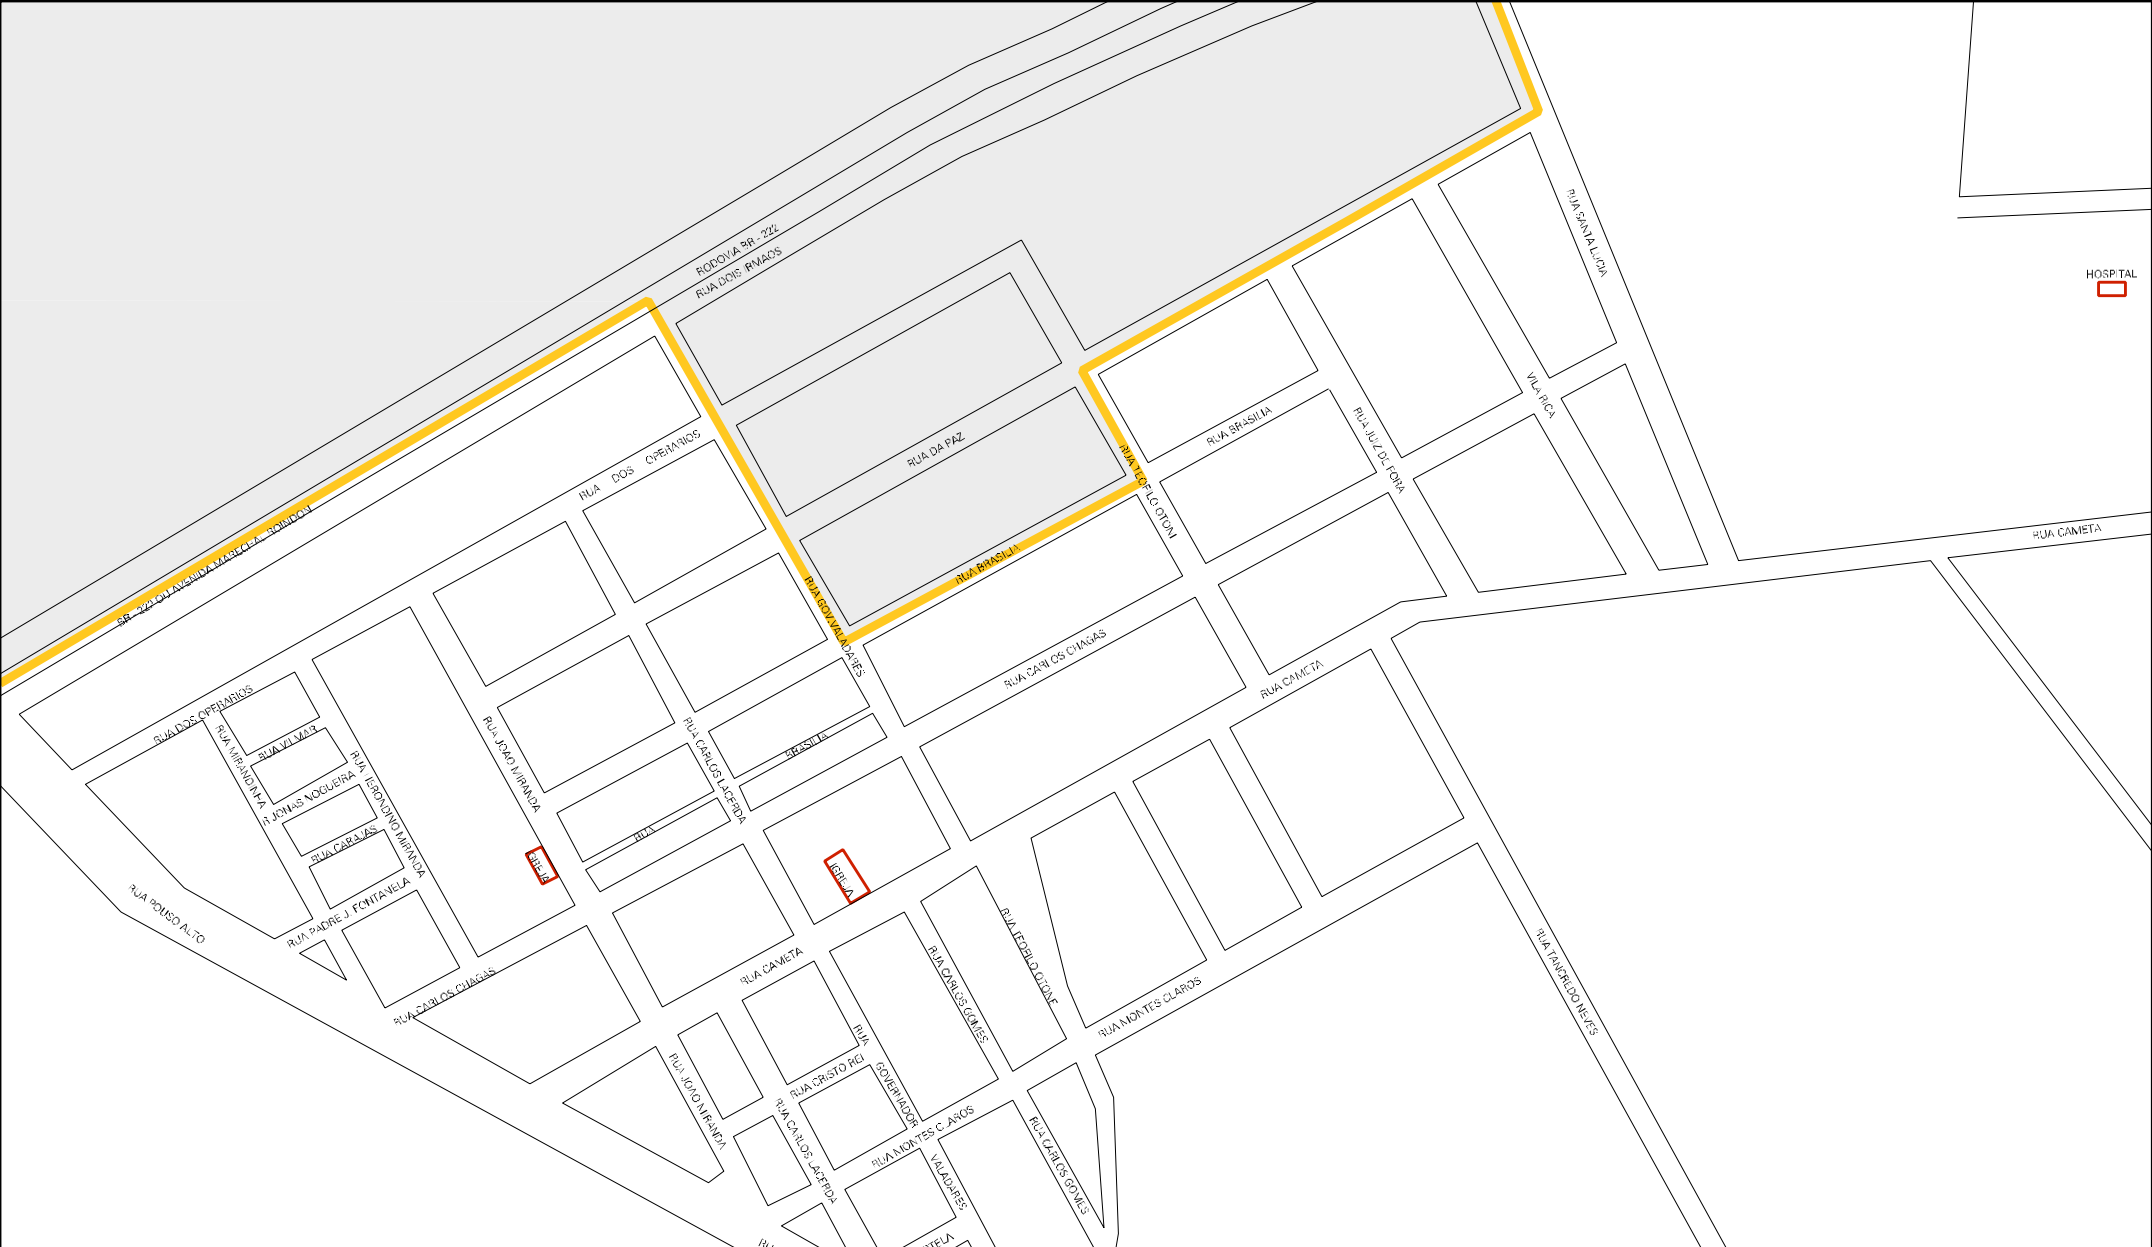 RODOVIA BR - 222
RUA DOIS IRMAOS
RUA SANTA LUCIA
HOSPITAL
RUA DOS OPERARIOS
RUA DA PAZ
RUA BRASILIA
VILA RICA
RUA JUIZ DE FORA
RUA TEOFILO OTONI
BR - 222 OU AVENIDA MARECHAL ROINDON
RUA CAMETA
RUA BRASILIA
RUA GOV.VALADARES
RUA CARLOS CHAGAS
RUA CAMETA
RUA DOS OPERARIOS
RUA MIRANDINHA
RUA VILMAR
R JONAS NOGUEIRA
RUA CARAJAS
RUA PADRE J. FONTANELA
RUA JERONDINO MIRANDA
RUA JOAO MIRANDA
RUA CARLOS LACERDA
BRASILIA
RUA
IGREJA
IGREJA
RUA POUSO ALTO
RUA CARLOS CHAGAS
RUA CAMETA
RUA CARLOS GOMES
RUA TEOFILO OTONE
RUA MONTES CLAROS
RUA TANCREDO NEVES
RUA JOAO MIRANDA
RUA CRISTO REI
RUA GOVERNADOR VALADARES
RUA CARLOS LACERDA
RUA MONTES CLAROS
RUA CARLOS GOMES